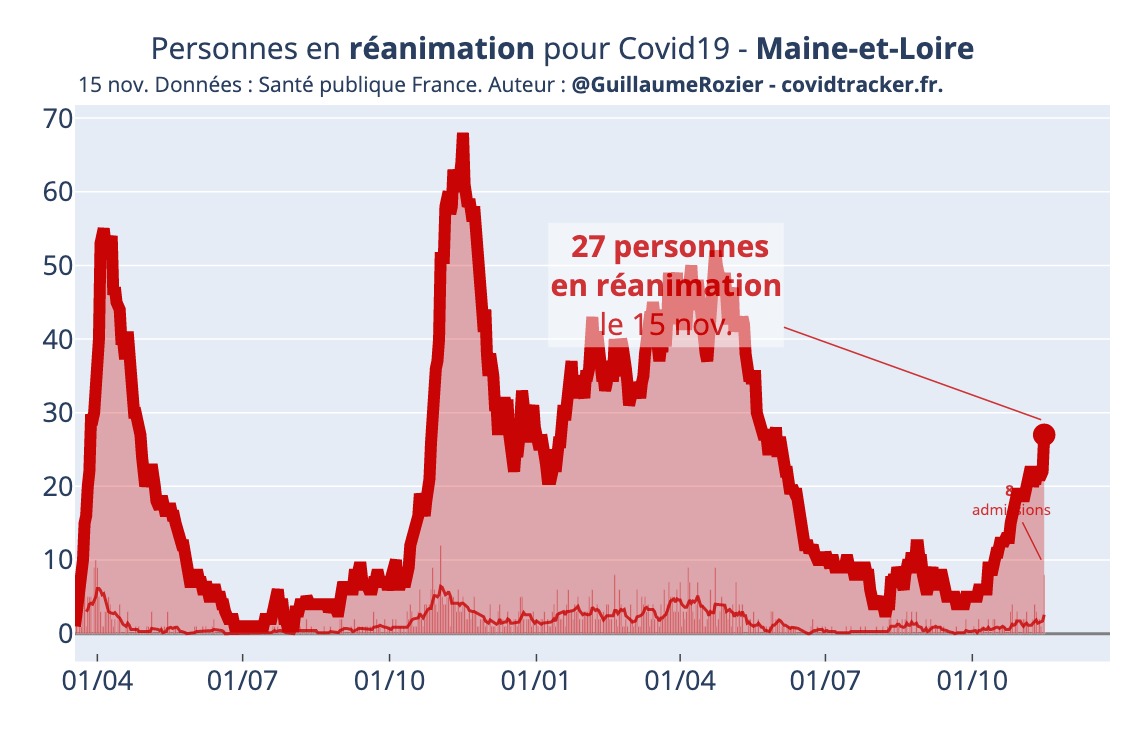 Personnes en réanimation pour Covid19 - Maine-et-Loire
15 nov. Données : Santé publique France. Auteur : @GuillaumeRozier - covidtracker.fr.
70
60
50
40
30
20
10
0
27 personnes
en réanimation
le 15 nov.
8
admissions
01/04
01/07
01/10
01/01
01/04
01/07
01/10